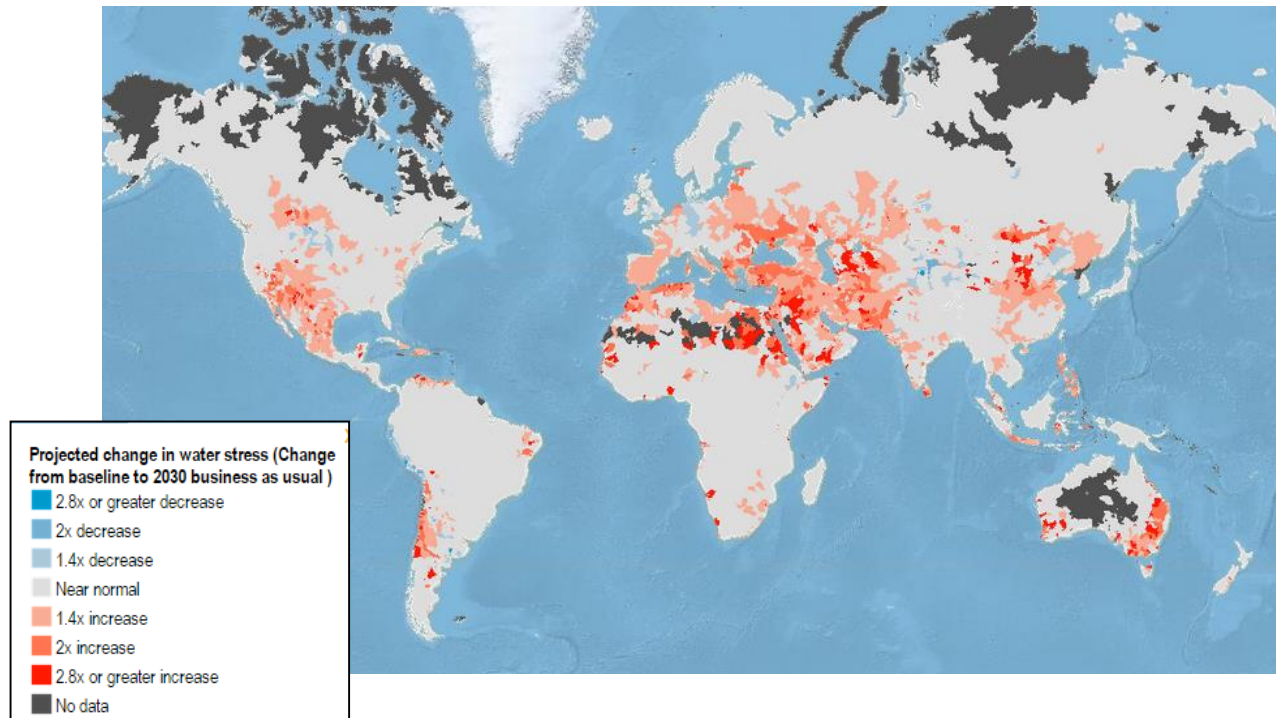 Projected change in water stress (Change
from baseline to 2030 business as usual )
2.8x or greater decrease
2x decrease
1.4x decrease
Near normal
1.4x increase
2x increase
2.8x or greater increase
No data